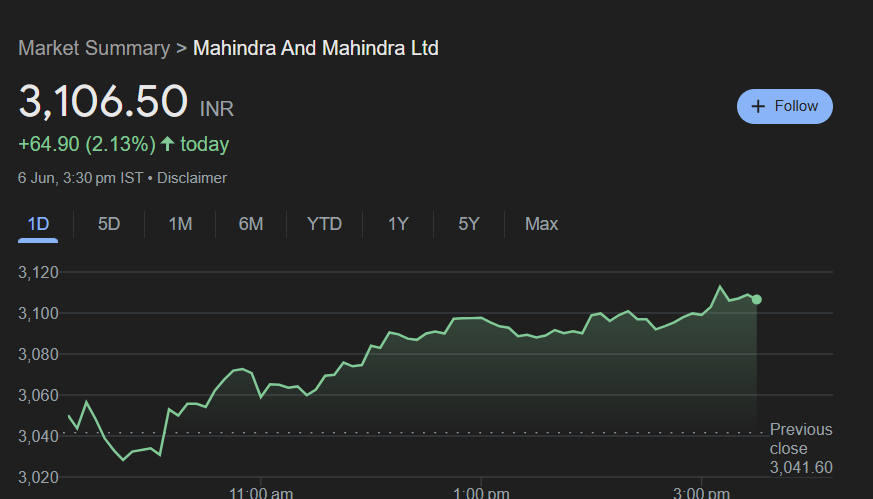 Market Summary > Mahindra And Mahindra Ltd
3,106.50 INR
+ Follow
+64.90 (2.13%) ↑ today
6 Jun, 3:30 pm IST • Disclaimer
1D 5D 1M 6M YTD 1Y 5Y Max
3,120
3,100
3,080
3,060
3,040
3,020
Previous
close
3,041.60
11:00 am 1:00 pm 3:00 pm